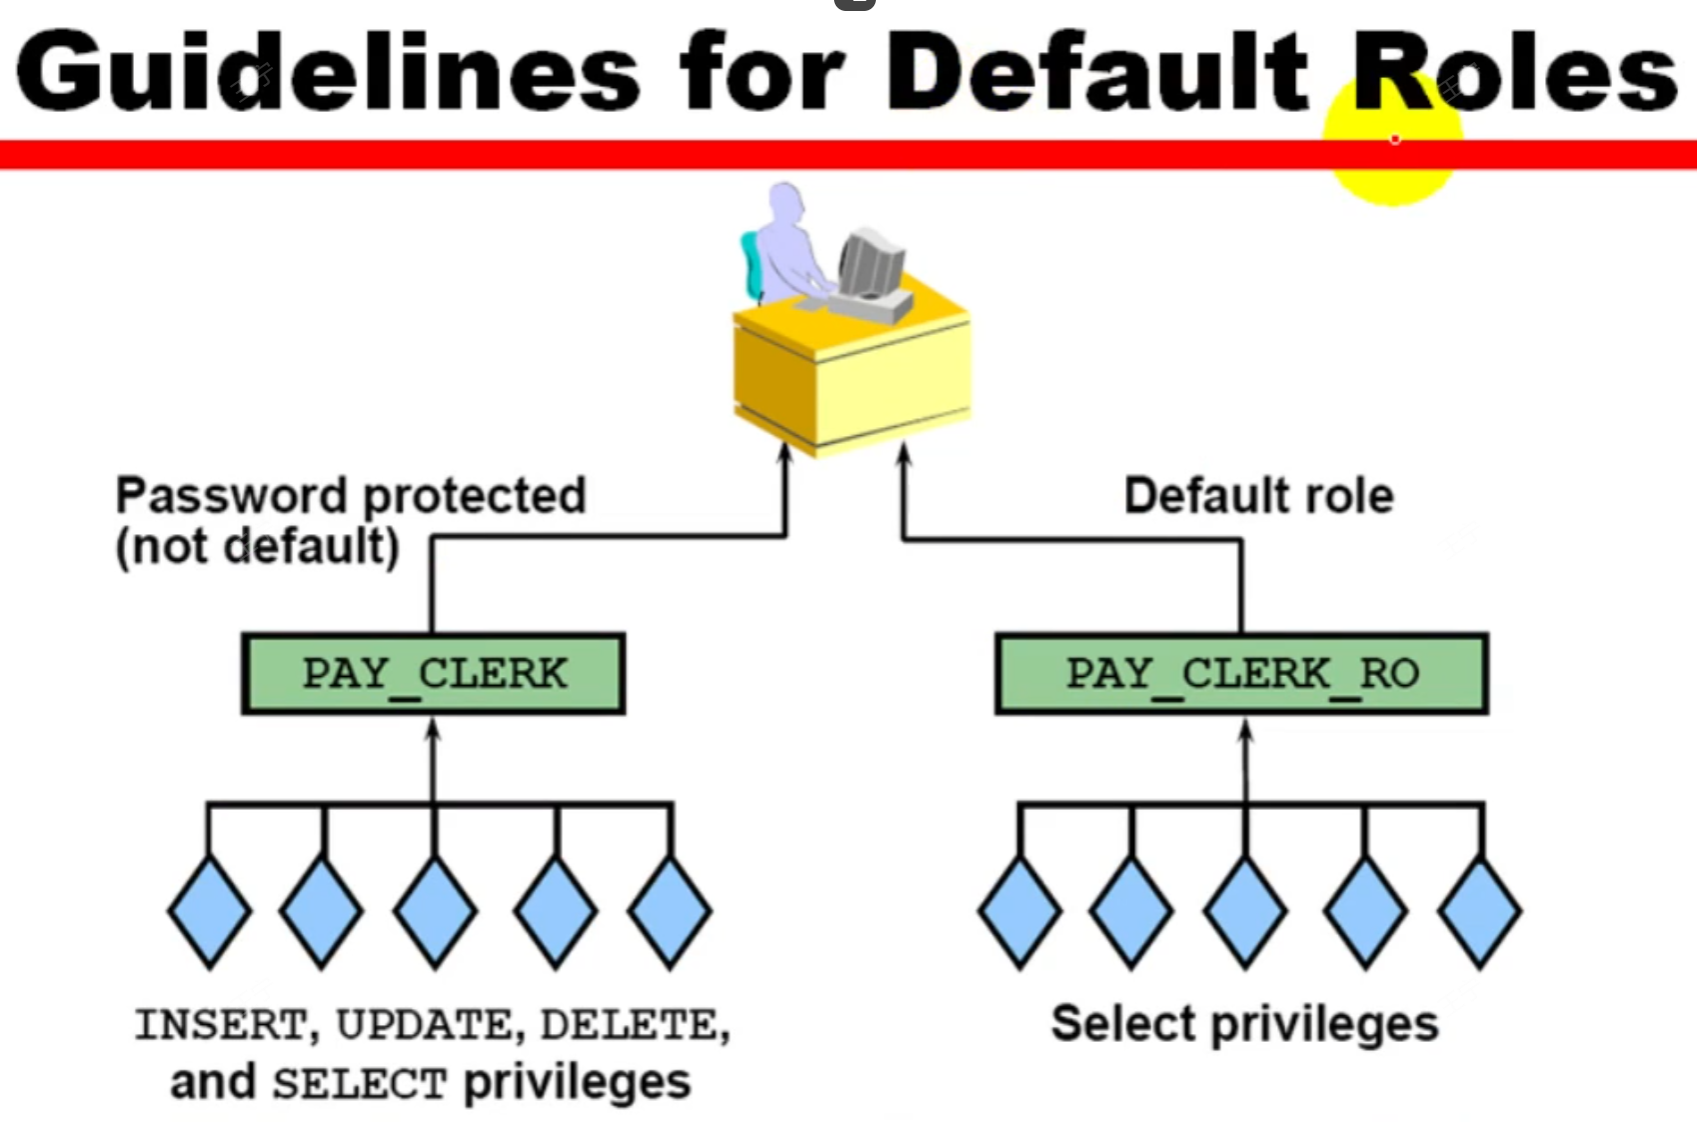 Guidelines for Default Roles
Password protected
(not default)
Default role
PAY_CLERK
PAY_CLERK_RO
INSERT, UPDATE, DELETE,
and SELECT privileges
Select privileges